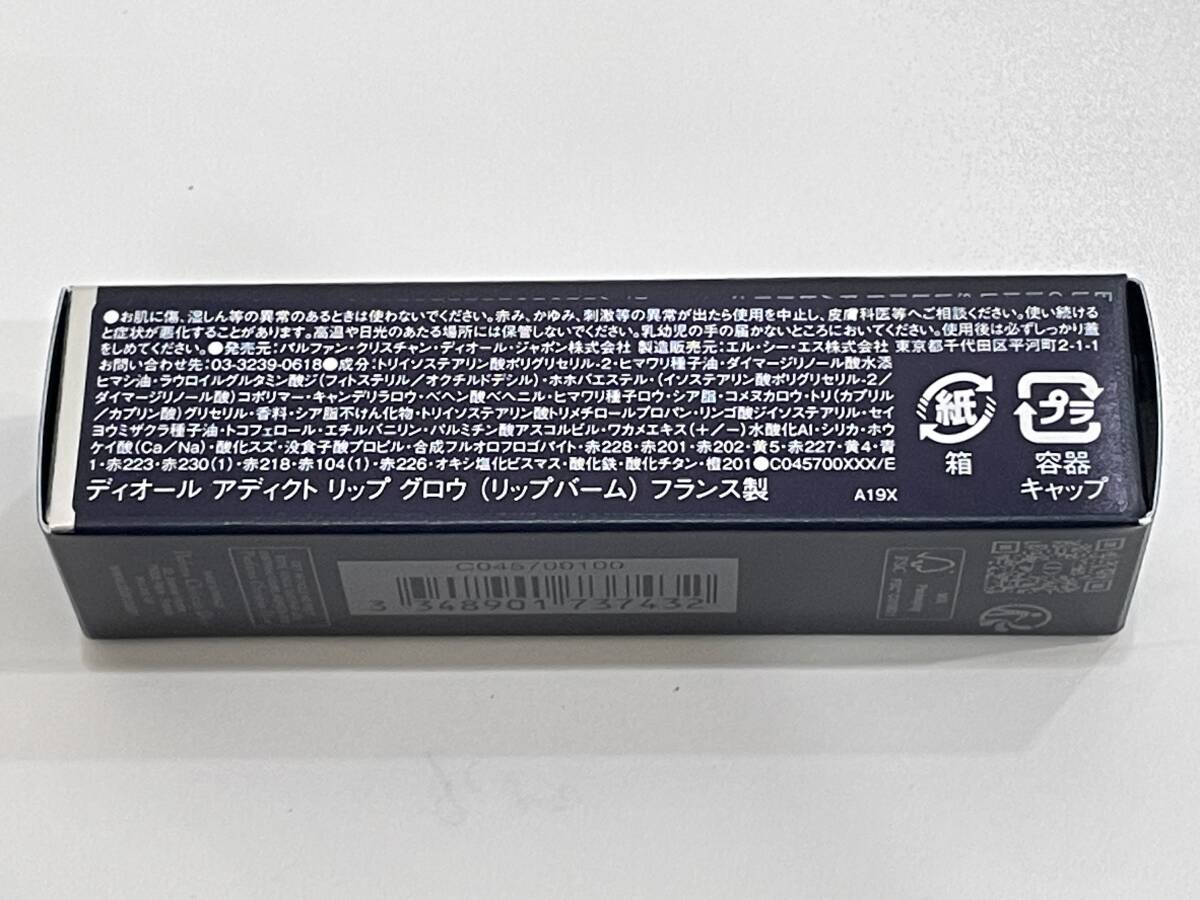 ●お肌に傷、湿しん等の異常のあるときは使わないでください。赤み、かゆみ、刺激等の異常が出たら使用を中止し、皮膚科医等へご相談ください。使い続ける
と症状が悪化することがあります。高温や日光のあたる場所には保管しないでください。乳幼児の手の届かないところにおいてください。使用後は必ずしっかり蓋
をしめてください。●発売元:パルファン・クリスチャン・ディオール・ジャポン株式会社 製造販売元:エル・シー・エス株式会社 東京都千代田区平河町2-1-1
お問い合わせ先:03-3239-0618●成分:トリイソステアリン酸ポリグリセリル-2・ヒマワリ種子油・ダイマージリノール酸水添
ヒマシ油・ラウロイルグルタミン酸ジ(フィトステリル/オクチルドデシル)・ホホバエステル・(イソステアリン酸ポリグリセリル-2/
ダイマージリノール酸)コポリマー・キャンデリラロウ・ベヘン酸ベヘニル・ヒマワリ種子ロウ・シア脂・コメヌカロウ・トリ(カプリル
/カプリン酸)グリセリル・香料・シア脂不けん化物・トリイソステアリン酸トリメチロールプロパン・リンゴ酸ジイソステアリル・セイ
ヨウミザクラ種子油・トコフェロール・エチルバニリン・パルミチン酸アスコルビル・ワカメエキス(+/-)水酸化Al・シリカ・ホウ
ケイ酸(Ca/Na)・酸化スズ・没食子酸プロピル・合成フルオロフロゴパイト・赤228・赤201・赤202・黄5・赤227・黄4・青
1・赤223・赤230(1)・赤218・赤104(1)・赤226・オキシ塩化ビスマス・酸化鉄・酸化チタン・橙201●C045700XXX/E
ディオール アディクト リップ グロウ (リップバーム) フランス製
A19X
紙
箱
プラ
容器
キャップ
C045700100
3 348901 737432